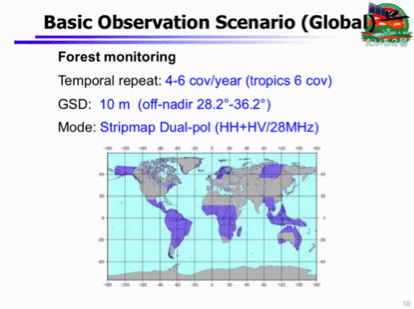 Basic Observation Scenario (Global)
Forest monitoring
Temporal repeat: 4-6 cov/year (tropics 6 cov)
GSD: 10 m (off-nadir 28.2°-36.2°)
Mode: Stripmap Dual-pol (HH+HV/28MHz)
10